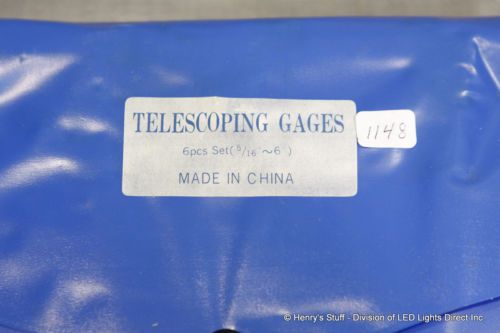 TELESCOPING GAGES
1148
6pcs Set(5/16 ~6 )
MADE IN CHINA
© Henry's Stuff - Division of LED Lights Direct Inc.